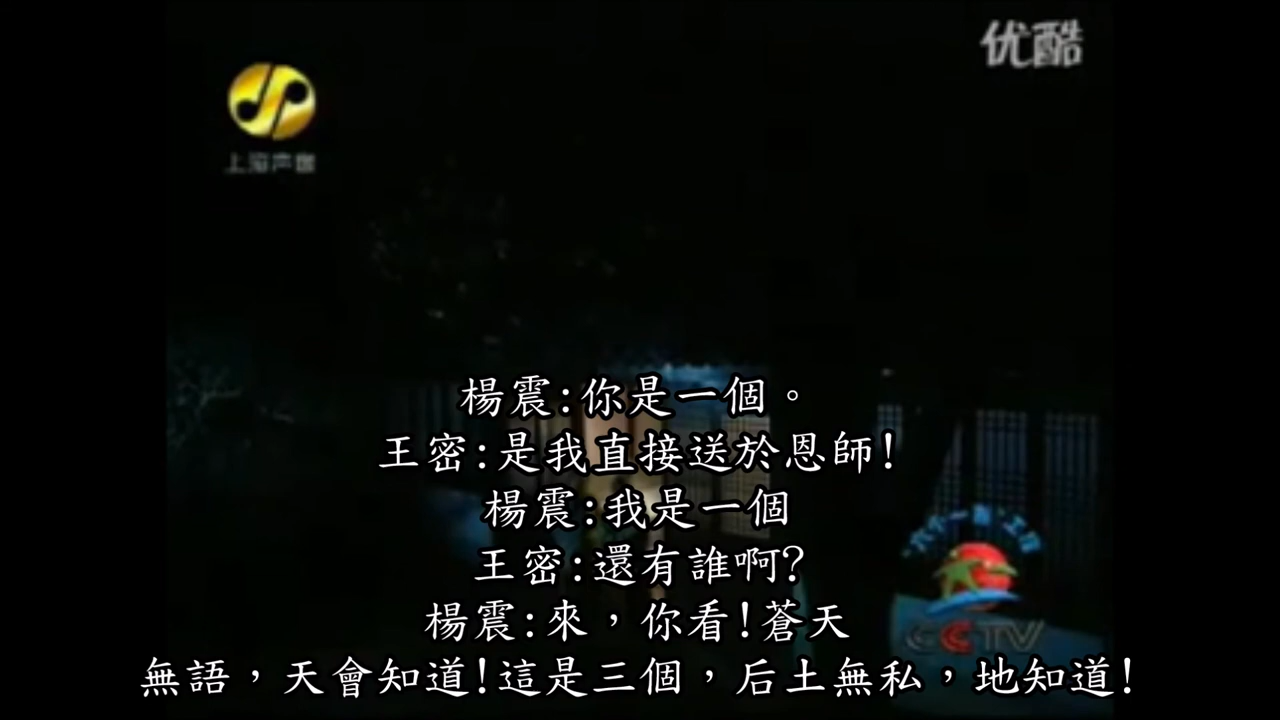 优酷
上海声像
楊震:你是一個。
王密:是我直接送於恩師!
楊震:我是一個
王密:還有誰啊?
楊震:來,你看!蒼天
無語,天會知道!這是三個,后土無私,地知道!
CCTV